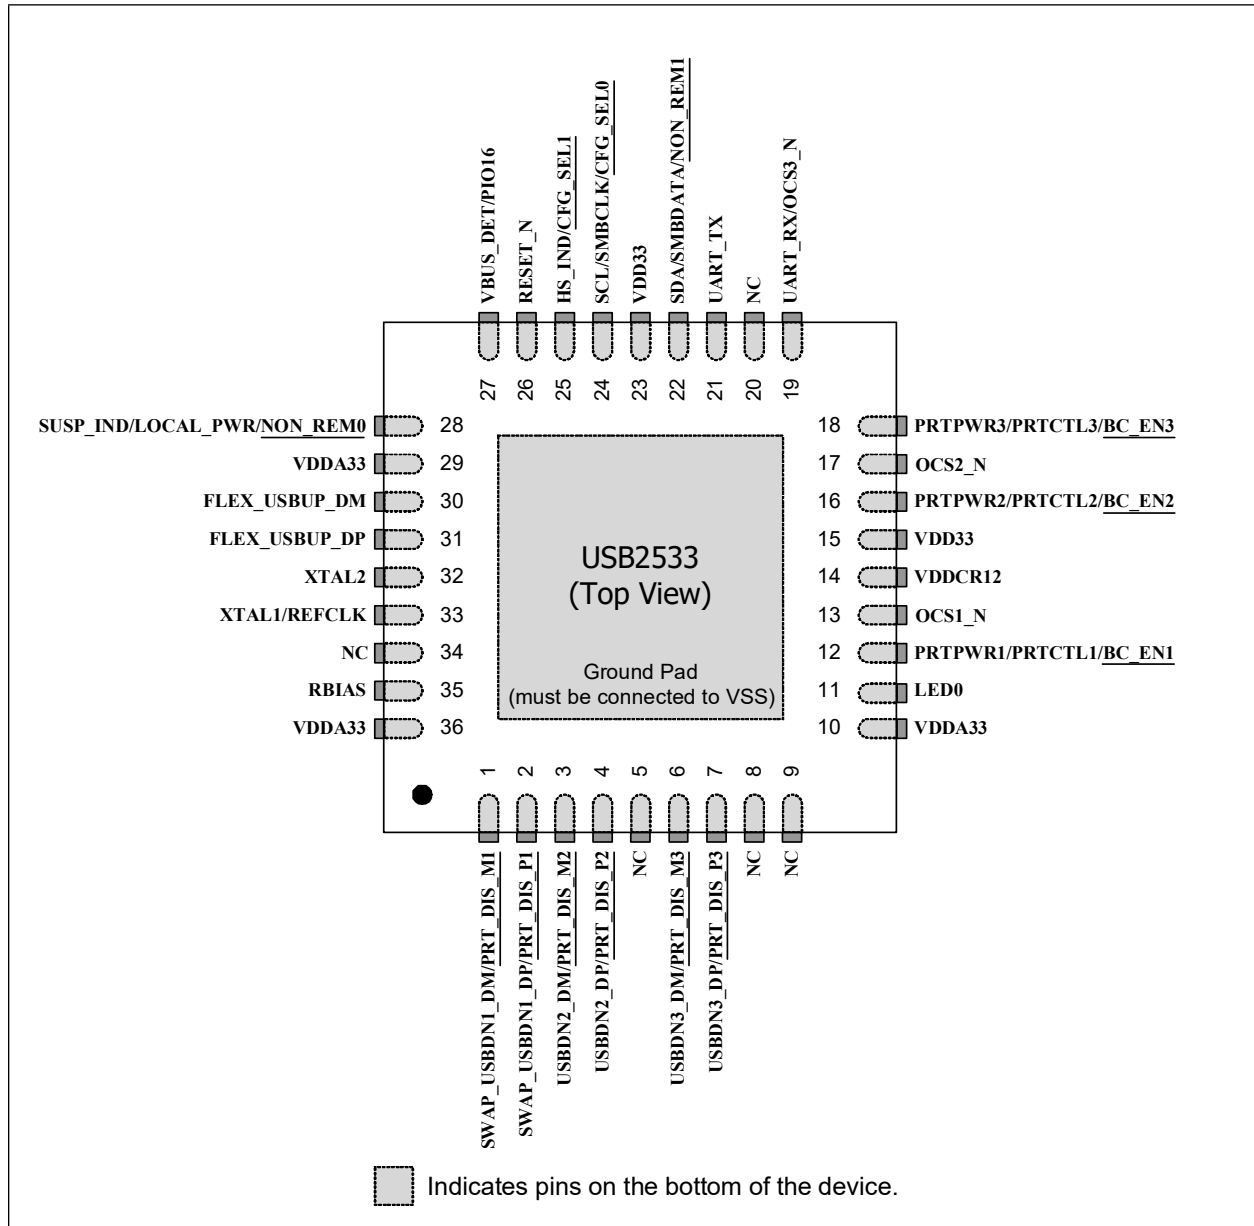 VBUS_DET/PIO16
RESET_N
HS_IND/CFG_SEL1
SCL/SMBCLK/CFG_SEL0
VDD33
SDA/SMBDATA/NON_REM1
UART_TX
NC
UART_RX/OCS3_N
27
26
25
24
23
22
21
20
19
SUSP_IND/LOCAL_PWR/NON_REM0 28
VDDA33 29
FLEX_USBUP_DM 30
FLEX_USBUP_DP 31
XTAL2 32
XTAL1/REFCLK 33
NC 34
RBIAS 35
VDDA33 36
USB2533
(Top View)
Ground Pad
(must be connected to VSS)
18 PRTPWR3/PRTCTL3/BC_EN3
17 OCS2_N
16 PRTPWR2/PRTCTL2/BC_EN2
15 VDD33
14 VDDCR12
13 OCS1_N
12 PRTPWR1/PRTCTL1/BC_EN1
11 LED0
10 VDDA33
1
2
3
4
5
6
7
8
9
SWAP_USBDN1_DM/PRT_DIS_M1
SWAP_USBDN1_DP/PRT_DIS_P1
USBDN2_DM/PRT_DIS_M2
USBDN2_DP/PRT_DIS_P2
NC
USBDN3_DM/PRT_DIS_M3
USBDN3_DP/PRT_DIS_P3
NC
NC
Indicates pins on the bottom of the device.